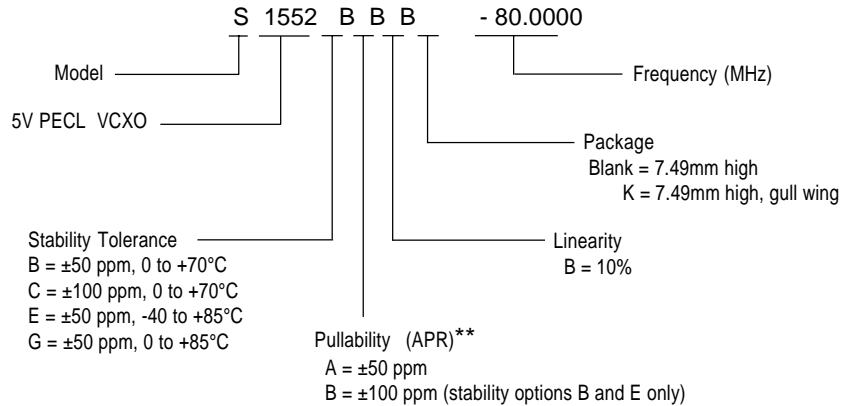 S 1552 B B B - 80.0000
Model
Frequency (MHz)
5V PECL VCXO
Package
Blank = 7.49mm high
K = 7.49mm high, gull wing
Stability Tolerance
B = ±50 ppm, 0 to +70°C
C = ±100 ppm, 0 to +70°C
E = ±50 ppm, -40 to +85°C
G = ±50 ppm, 0 to +85°C
Linearity
B = 10%
Pullability (APR)**
A = ±50 ppm
B = ±100 ppm (stability options B and E only)